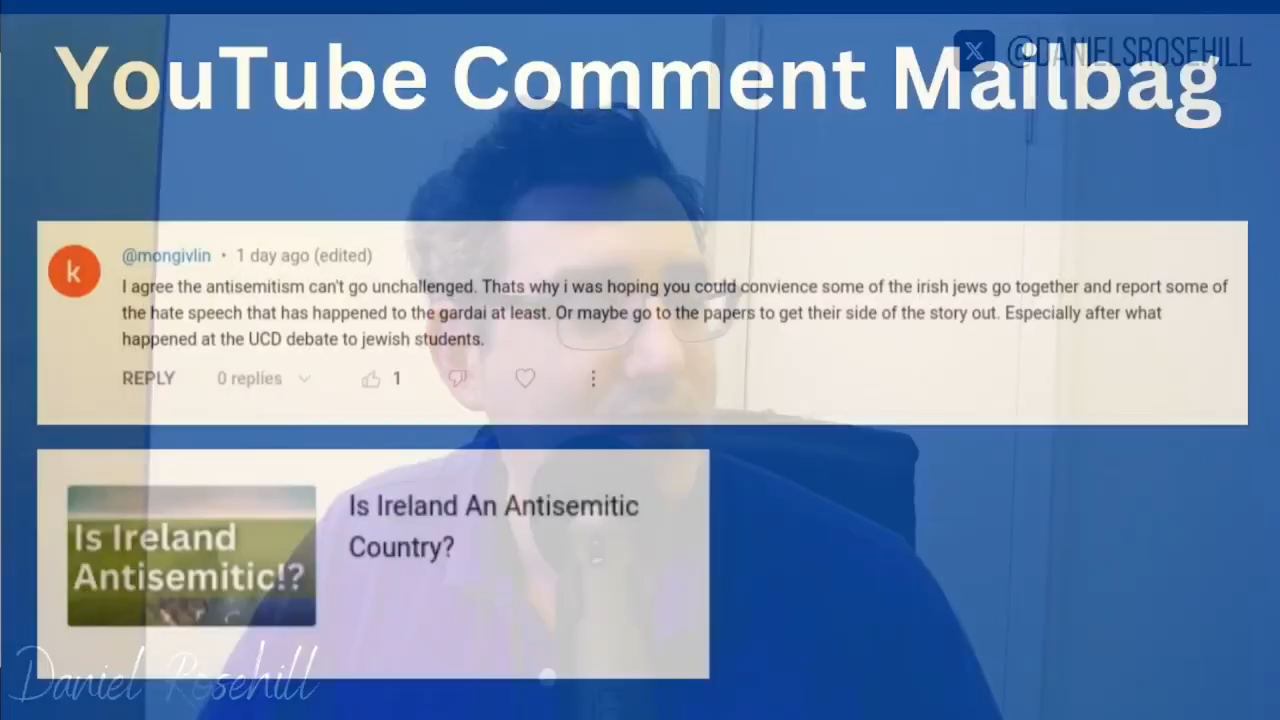 YouTube Comment Mailbag
@DANIELSROSEHILL
@mongivlin • 1 day ago (edited)
k
I agree the antisemitism can't go unchallenged. Thats why i was hoping you could convience some of the irish jews go together and report some of
the hate speech that has happened to the gardai at least. Or maybe go to the papers to get their side of the story out. Especially after what
happened at the UCD debate to jewish students.
REPLY 0 replies 1
Is Ireland
Antisemitic!?
Is Ireland An Antisemitic
Country?
Daniel Rosehill